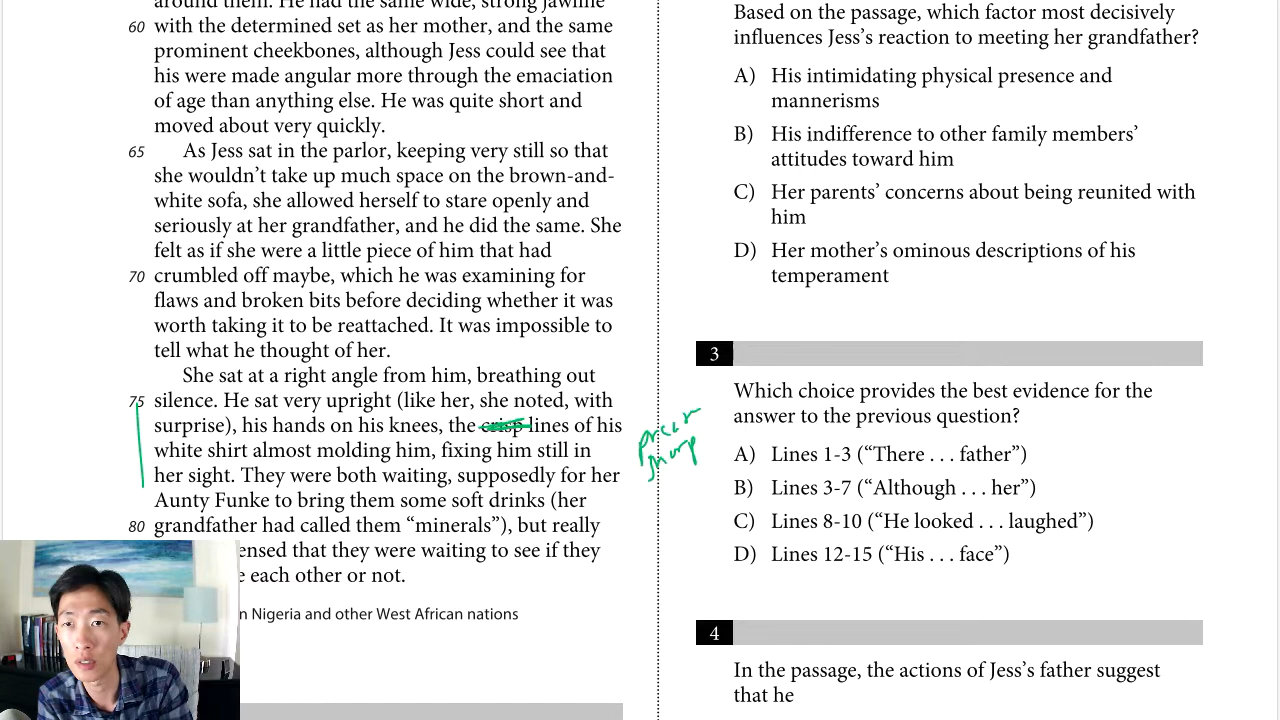 around them. He had the same wide, strong jawline
60 with the determined set as her mother, and the same
prominent cheekbones, although Jess could see that
his were made angular more through the emaciation
of age than anything else. He was quite short and
moved about very quickly.
65 As Jess sat in the parlor, keeping very still so that
she wouldn't take up much space on the brown-and-
white sofa, she allowed herself to stare openly and
seriously at her grandfather, and he did the same. She
felt as if she were a little piece of him that had
70 crumbled off maybe, which he was examining for
flaws and broken bits before deciding whether it was
worth taking it to be reattached. It was impossible to
tell what he thought of her.
She sat at a right angle from him, breathing out
75 silence. He sat very upright (like her, she noted, with
surprise), his hands on his knees, the crisp lines of his
white shirt almost molding him, fixing him still in
her sight. They were both waiting, supposedly for her
Aunty Funke to bring them some soft drinks (her
80 grandfather had called them “minerals”), but really
ensed that they were waiting to see if they
e each other or not.
n Nigeria and other West African nations
Based on the passage, which factor most decisively
influences Jess's reaction to meeting her grandfather?
A) His intimidating physical presence and
mannerisms
B) His indifference to other family members'
attitudes toward him
C) Her parents' concerns about being reunited with
him
D) Her mother's ominous descriptions of his
temperament
3
Which choice provides the best evidence for the
answer to the previous question?
A) Lines 1-3 (“There . . . father”)
B) Lines 3-7 (“Although . . . her”)
C) Lines 8-10 (“He looked . . . laughed”)
D) Lines 12-15 (“His . . . face”)
4
In the passage, the actions of Jess's father suggest
that he